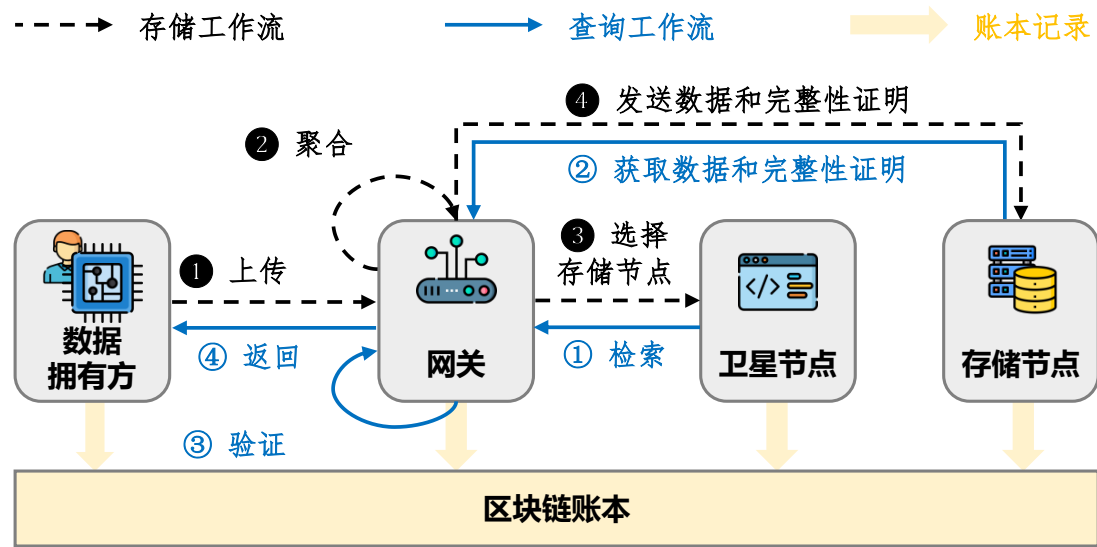 存储工作流
查询工作流
账本记录
❹ 发送数据和完整性证明
❷ 聚合
② 获取数据和完整性证明
❶ 上传
❸ 选择
存储节点
</>
数据
拥有方
④ 返回
网关
① 检索
卫星节点
存储节点
③ 验证
区块链账本